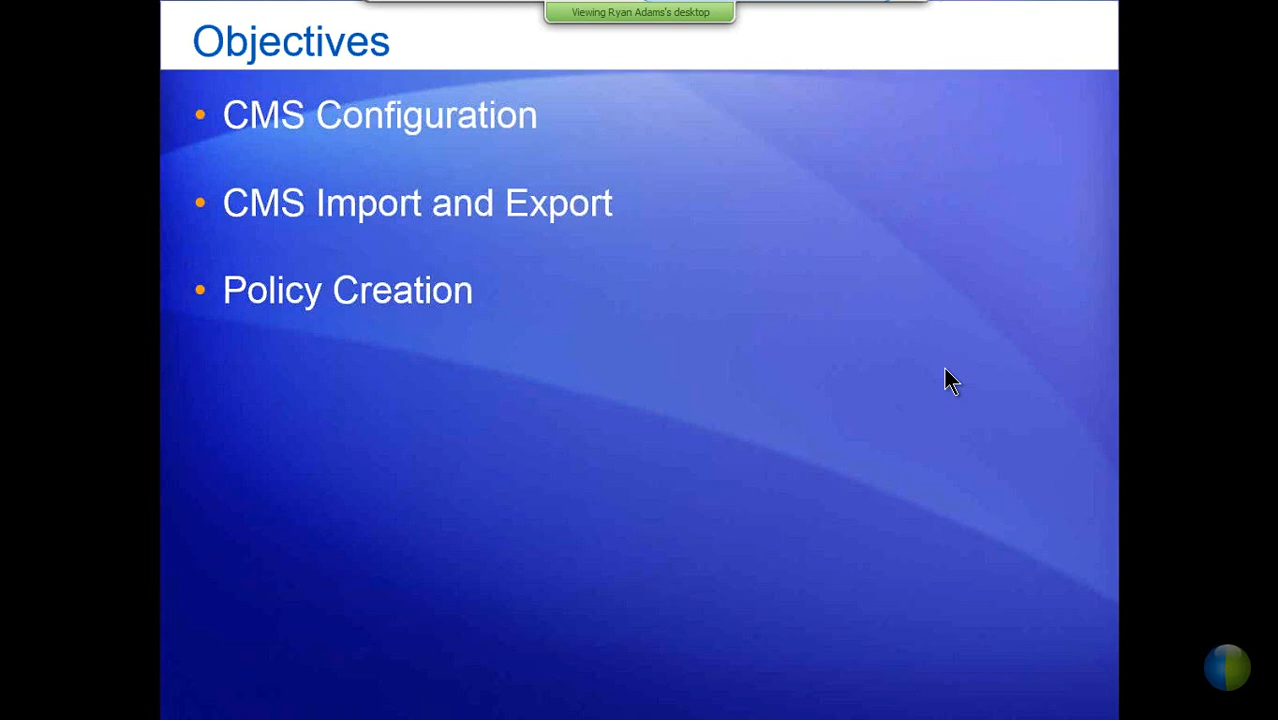 Viewing Ryan Adams's desktop
Objectives
• CMS Configuration
• CMS Import and Export
• Policy Creation